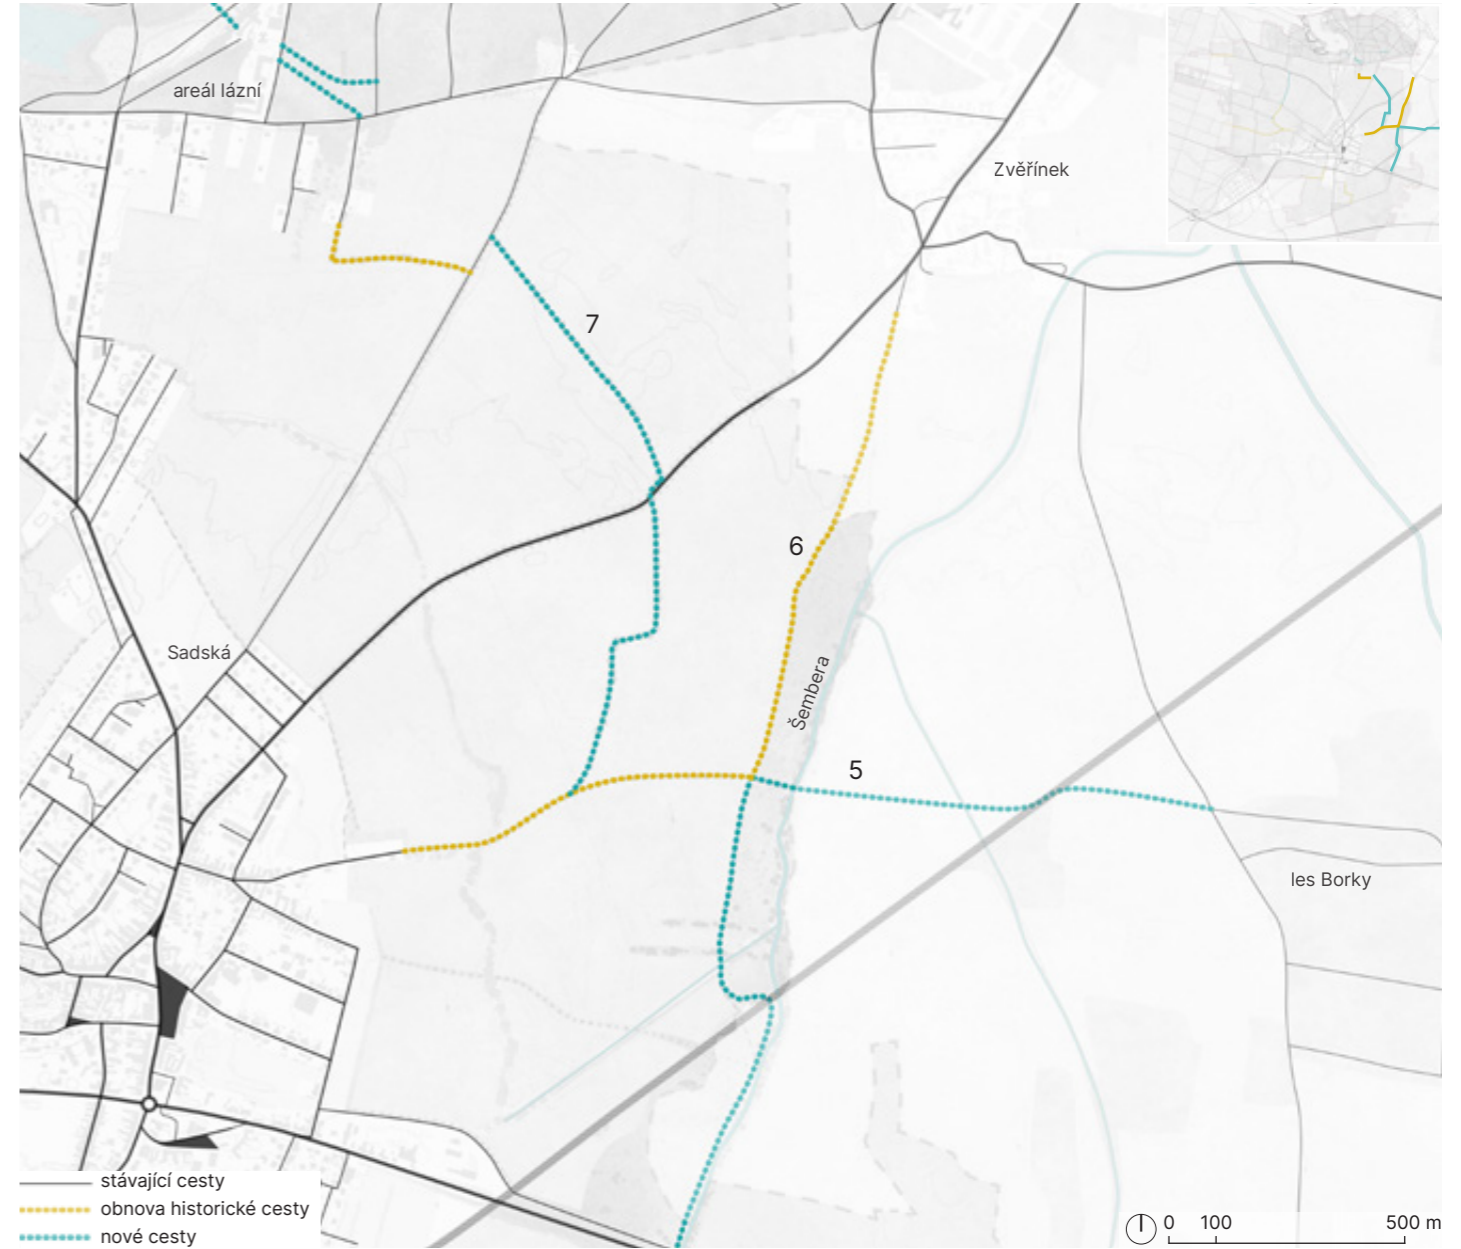 areál lázní
Zvěřínek
7
6
Sadská
Šembera
5
les Borky
stávající cesty
obnova historické cesty
nové cesty
0 100 500 m